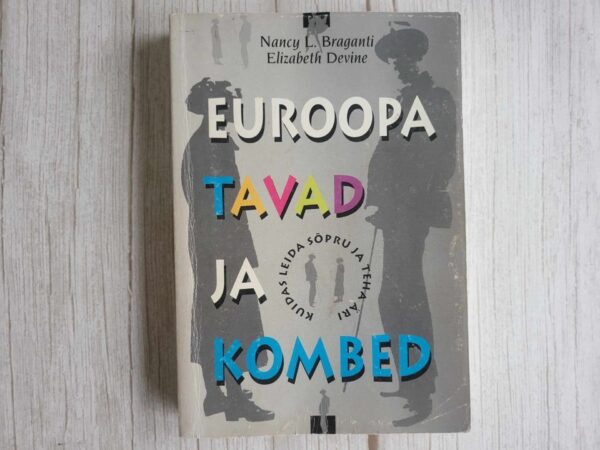 Nancy L. Braganti
Elizabeth Devine
EUROOPA
TAVAD
JA
KUIDAS LEIDA SÕPRU JA TEHA ÄRI
KOMBED